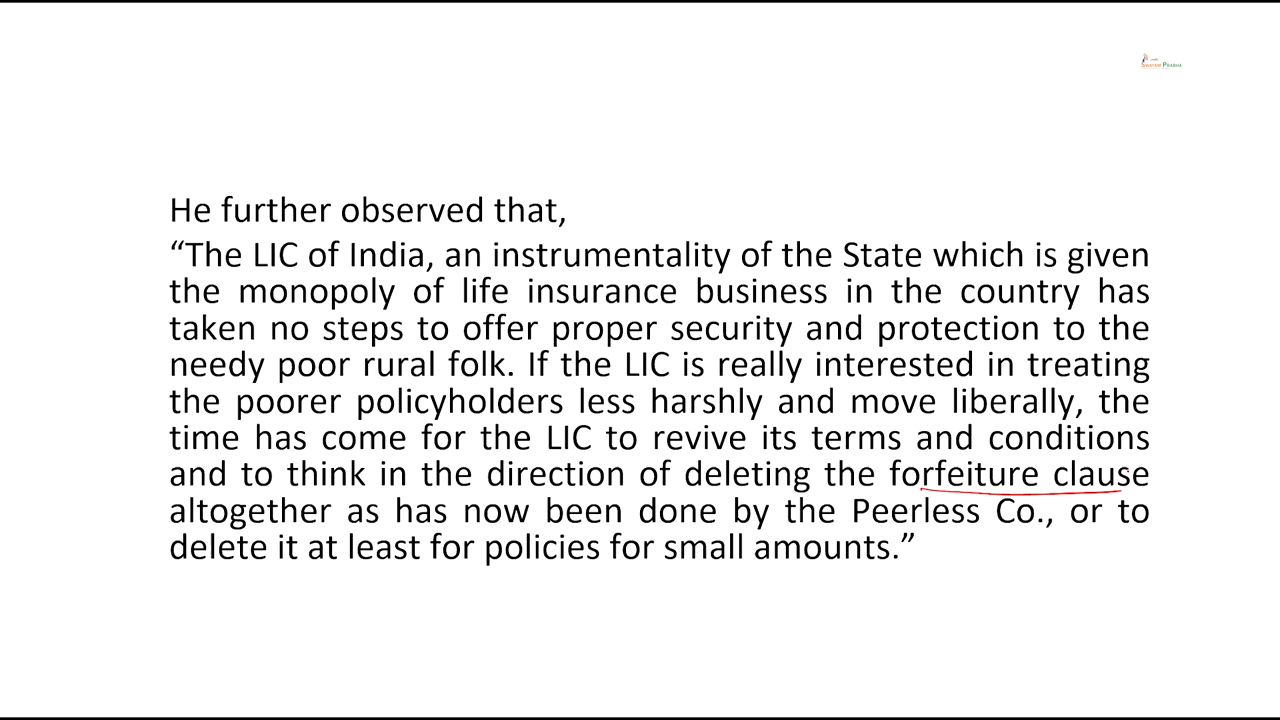 SWAYAM PRABHA
He further observed that,
“The LIC of India, an instrumentality of the State which is given
the monopoly of life insurance business in the country has
taken no steps to offer proper security and protection to the
needy poor rural folk. If the LIC is really interested in treating
the poorer policyholders less harshly and move liberally, the
time has come for the LIC to revive its terms and conditions
and to think in the direction of deleting the forfeiture clause
altogether as has now been done by the Peerless Co., or to
delete it at least for policies for small amounts.”